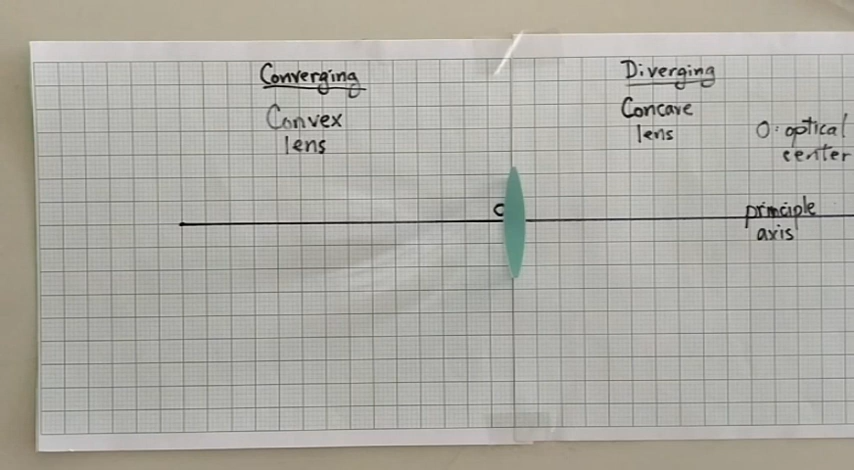 Converging
Convex
lens
Diverging
Concave
lens
O: optical
center
principle
axis